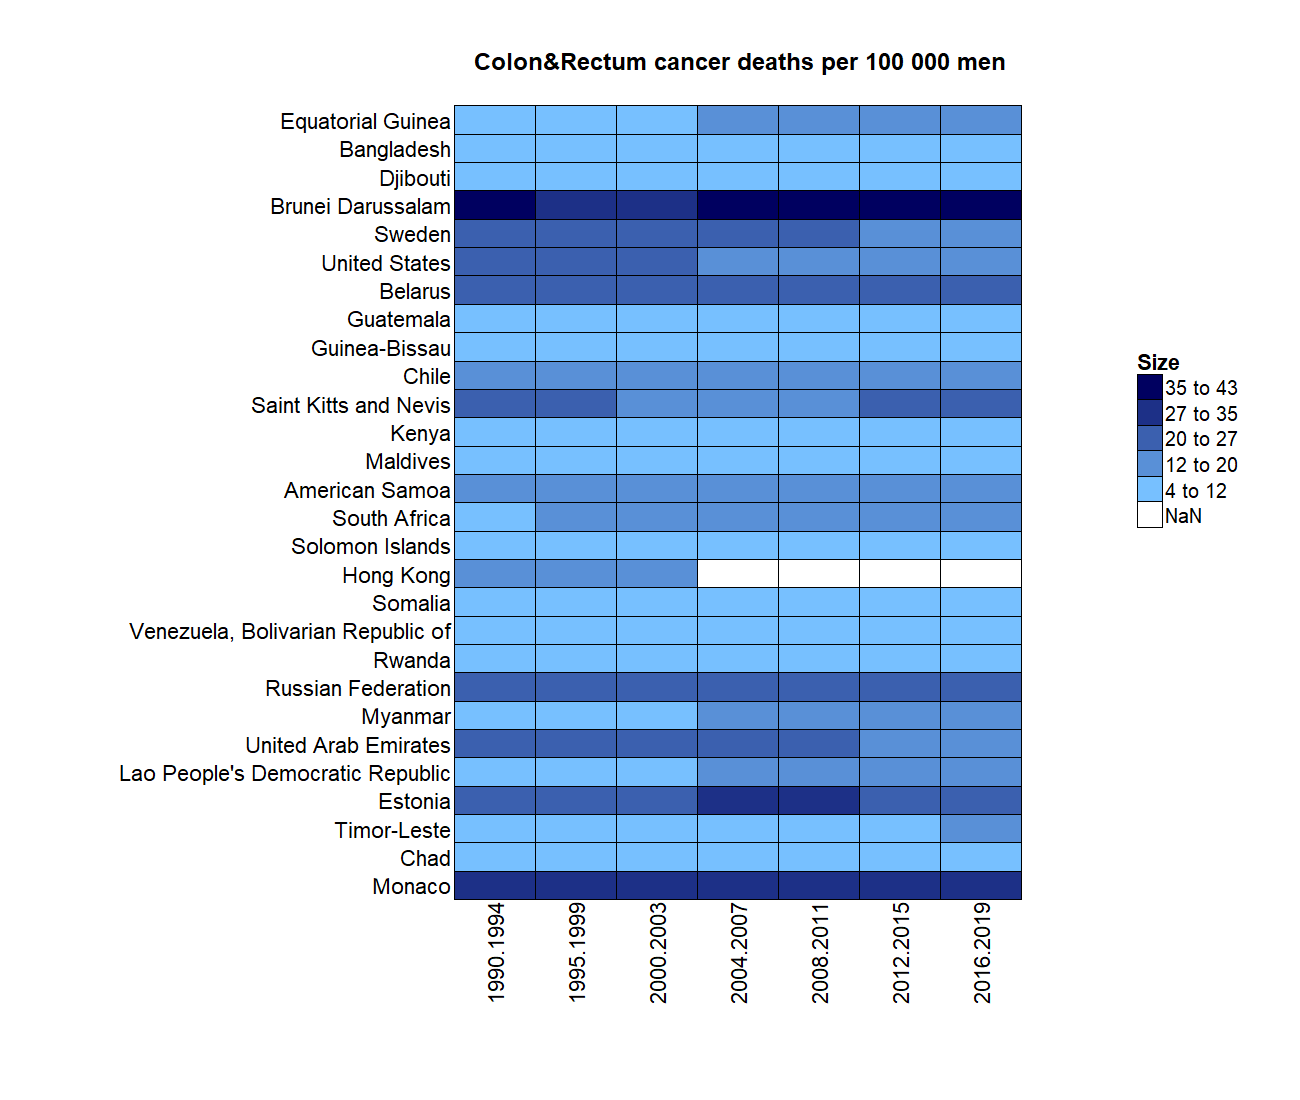 Colon&Rectum cancer deaths per 100 000 men
Equatorial Guinea
Bangladesh
Djibouti
Brunei Darussalam
Sweden
United States
Belarus
Guatemala
Guinea-Bissau
Chile
Saint Kitts and Nevis
Kenya
Maldives
American Samoa
South Africa
Solomon Islands
Hong Kong
Somalia
Venezuela, Bolivarian Republic of
Rwanda
Russian Federation
Myanmar
United Arab Emirates
Lao People's Democratic Republic
Estonia
Timor-Leste
Chad
Monaco
1990.1994
1995.1999
2000.2003
2004.2007
2008.2011
2012.2015
2016.2019
Size
35 to 43
27 to 35
20 to 27
12 to 20
4 to 12
NaN